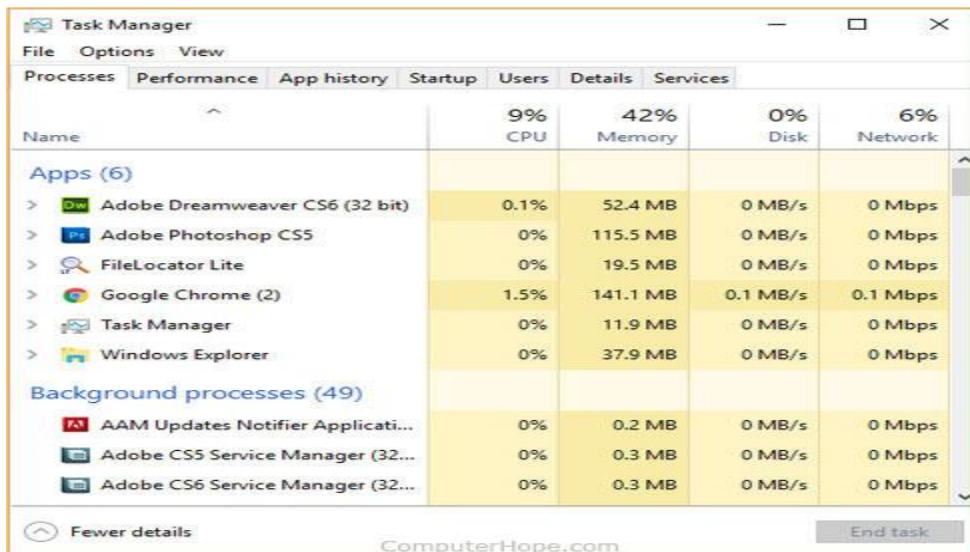 Task Manager
File Options View
Processes Performance App history Startup Users Details Services
9% 42% 0% 6%
Name CPU Memory Disk Network
Apps (6)
Dw Adobe Dreamweaver CS6 (32 bit) 0.1% 52.4 MB 0 MB/s 0 Mbps
Ps Adobe Photoshop CS5 0% 115.5 MB 0 MB/s 0 Mbps
FileLocator Lite 0% 19.5 MB 0 MB/s 0 Mbps
Google Chrome (2) 1.5% 141.1 MB 0.1 MB/s 0.1 Mbps
Task Manager 0% 11.9 MB 0 MB/s 0 Mbps
Windows Explorer 0% 37.9 MB 0 MB/s 0 Mbps
Background processes (49)
AAM Updates Notifier Applicati... 0% 0.2 MB 0 MB/s 0 Mbps
Adobe CS5 Service Manager (32... 0% 0.3 MB 0 MB/s 0 Mbps
Adobe CS6 Service Manager (32... 0% 0.3 MB 0 MB/s 0 Mbps
Fewer details End task
ComputerHope.com